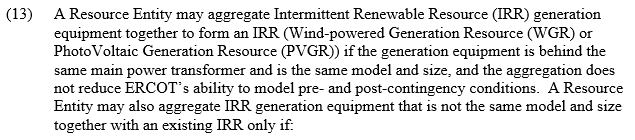 (13) A Resource Entity may aggregate Intermittent Renewable Resource (IRR) generation
equipment together to form an IRR (Wind-powered Generation Resource (WGR) or
PhotoVoltaic Generation Resource (PVGR)) if the generation equipment is behind the
same main power transformer and is the same model and size, and the aggregation does
not reduce ERCOT's ability to model pre- and post-contingency conditions.  A Resource
Entity may also aggregate IRR generation equipment that is not the same model and size
together with an existing IRR only if: